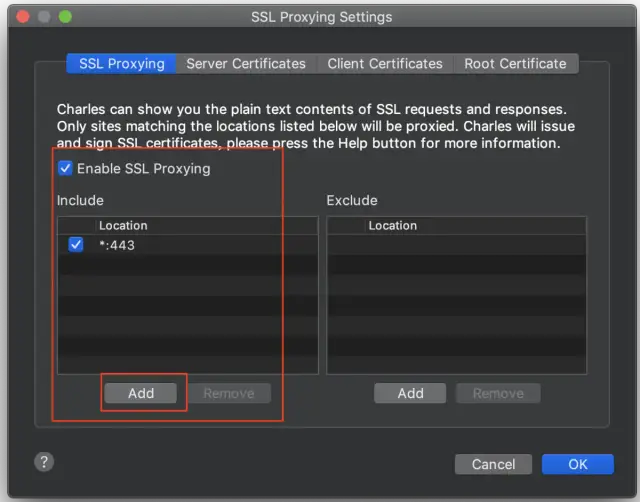 SSL Proxying Settings
SSL Proxying Server Certificates Client Certificates Root Certificate
Charles can show you the plain text contents of SSL requests and responses.
Only sites matching the locations listed below will be proxied. Charles will issue
and sign SSL certificates, please press the Help button for more information.
Enable SSL Proxying
Include Exclude
Location Location
*:443
Add Remove Add Remove
? Cancel OK